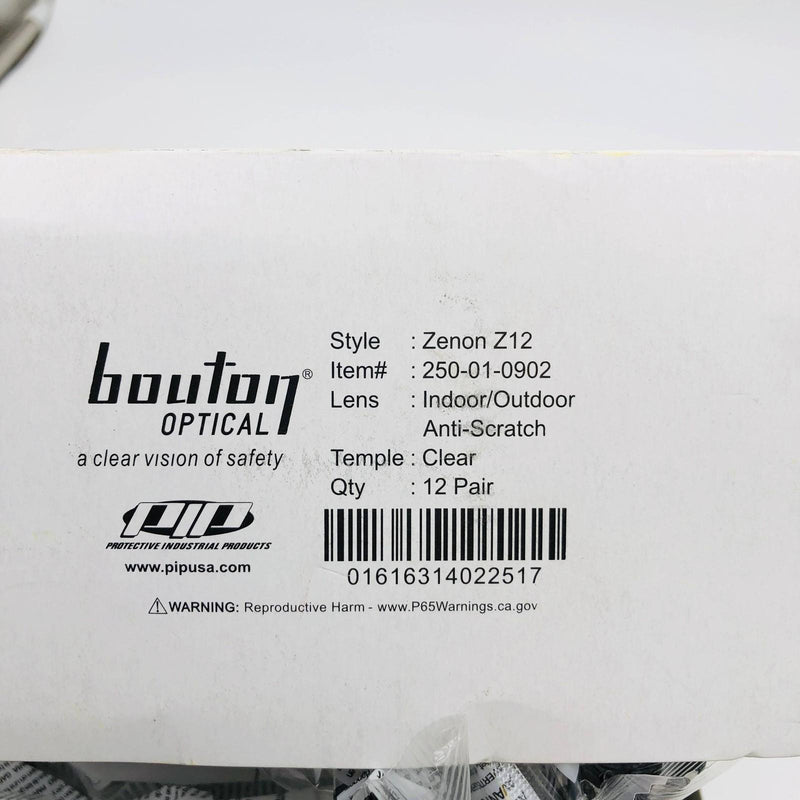 bouton®
OPTICAL
a clear vision of safety
PIP
PROTECTIVE INDUSTRIAL PRODUCTS
www.pipusa.com
Style : Zenon Z12
Item# : 250-01-0902
Lens : Indoor/Outdoor
Anti-Scratch
Temple : Clear
Qty : 12 Pair
01616314022517
⚠WARNING: Reproductive Harm - www.P65Warnings.ca.gov